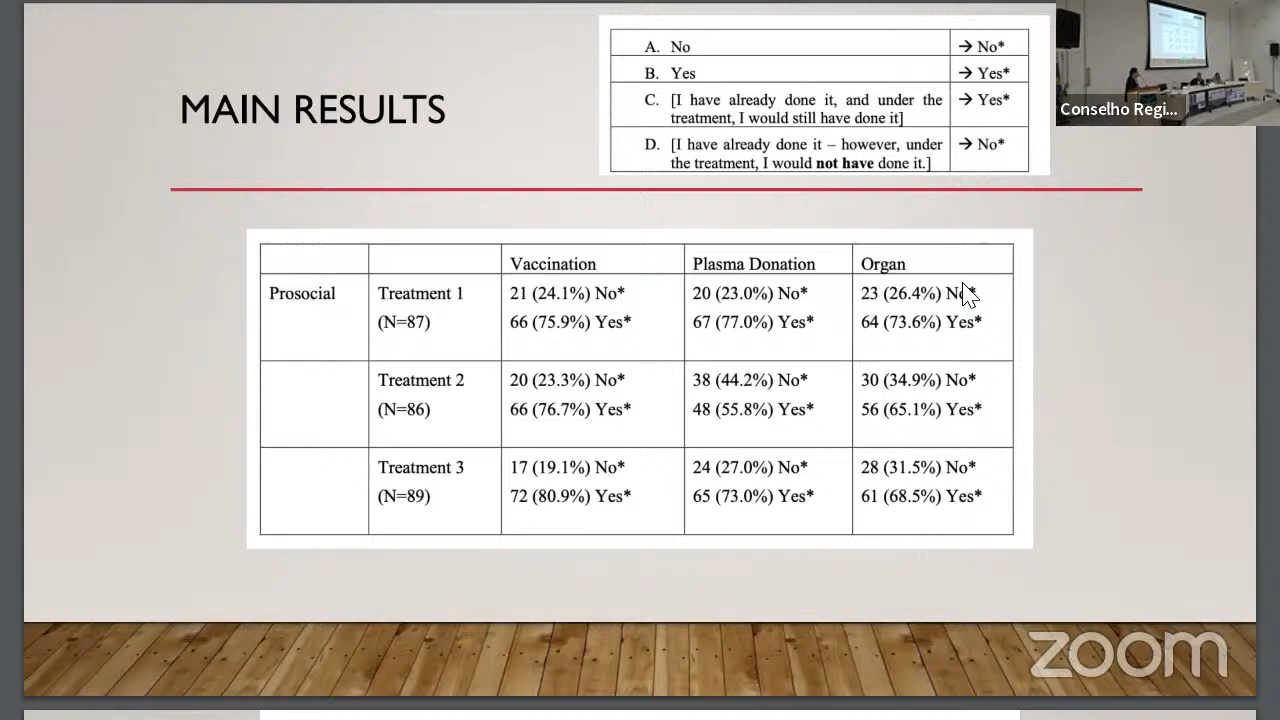 MAIN RESULTS
A. No → No*
B. Yes → Yes*
C. [I have already done it, and under the → Yes*
treatment, I would still have done it]
D. [I have already done it – however, under → No*
the treatment, I would not have done it.]
Conselho Regi...
Vaccination Plasma Donation Organ
Prosocial Treatment 1 21 (24.1%) No* 20 (23.0%) No* 23 (26.4%) No*
(N=87) 66 (75.9%) Yes* 67 (77.0%) Yes* 64 (73.6%) Yes*
Treatment 2 20 (23.3%) No* 38 (44.2%) No* 30 (34.9%) No*
(N=86) 66 (76.7%) Yes* 48 (55.8%) Yes* 56 (65.1%) Yes*
Treatment 3 17 (19.1%) No* 24 (27.0%) No* 28 (31.5%) No*
(N=89) 72 (80.9%) Yes* 65 (73.0%) Yes* 61 (68.5%) Yes*
zoom